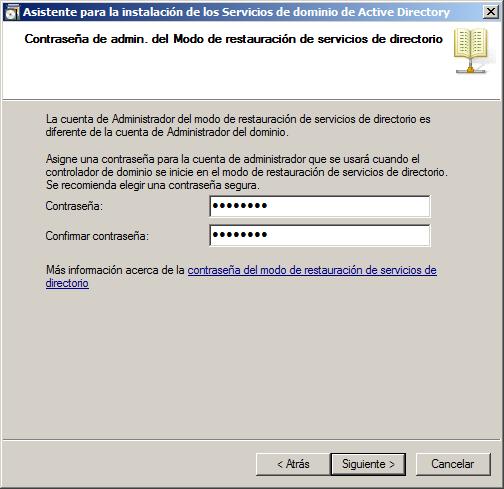 Asistente para la instalación de los Servicios de dominio de Active Directory
Contraseña de admin. del Modo de restauración de servicios de directorio
La cuenta de Administrador del modo de restauración de servicios de directorio es
diferente de la cuenta de Administrador del dominio.
Asigne una contraseña para la cuenta de administrador que se usará cuando el
controlador de dominio se inicie en el modo de restauración de servicios de directorio.
Se recomienda elegir una contraseña segura.
Contraseña: ••••••••
Confirmar contraseña: ••••••••
Más información acerca de la contraseña del modo de restauración de servicios de
directorio
< Atrás Siguiente > Cancelar